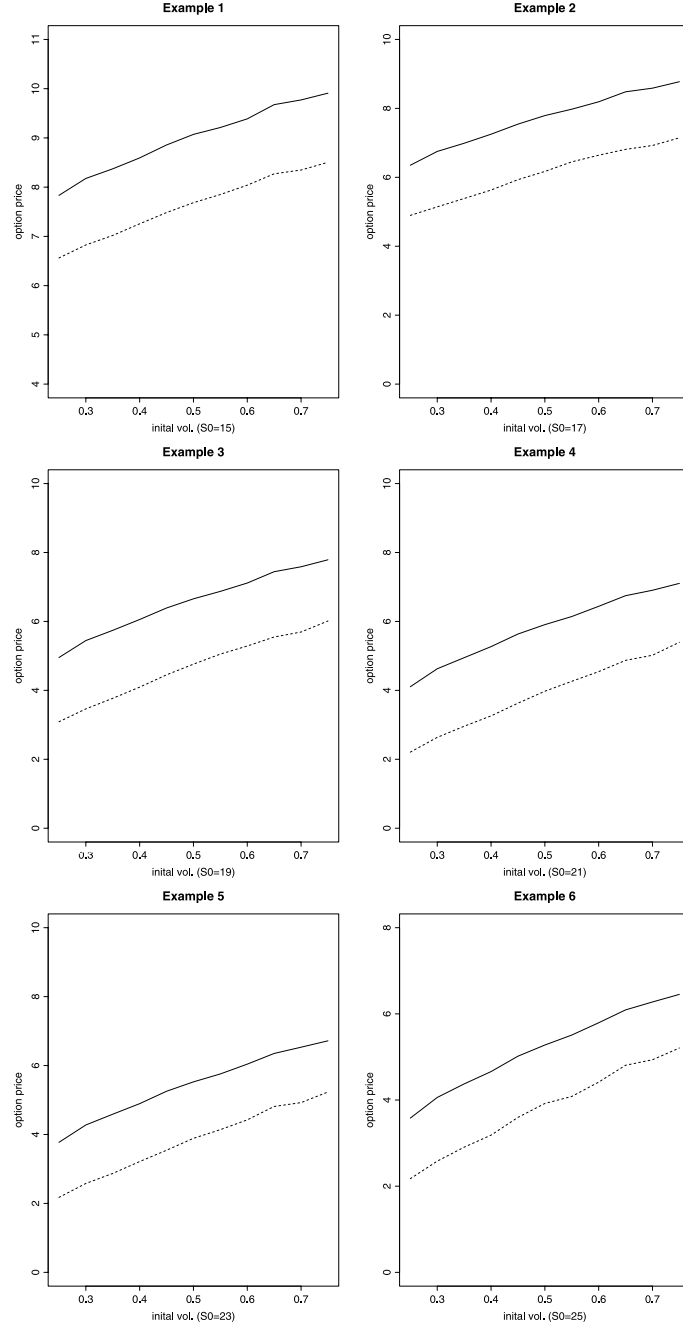 Example 1
11
10
9
8
7
6
5
4
option price
0.3 0.4 0.5 0.6 0.7
inital vol. (S0=15)
Example 2
10
8
6
4
2
0
option price
0.3 0.4 0.5 0.6 0.7
inital vol. (S0=17)
Example 3
10
8
6
4
2
0
option price
0.3 0.4 0.5 0.6 0.7
inital vol. (S0=19)
Example 4
10
8
6
4
2
0
option price
0.3 0.4 0.5 0.6 0.7
inital vol. (S0=21)
Example 5
10
8
6
4
2
0
option price
0.3 0.4 0.5 0.6 0.7
inital vol. (S0=23)
Example 6
8
6
4
2
0
option price
0.3 0.4 0.5 0.6 0.7
inital vol. (S0=25)